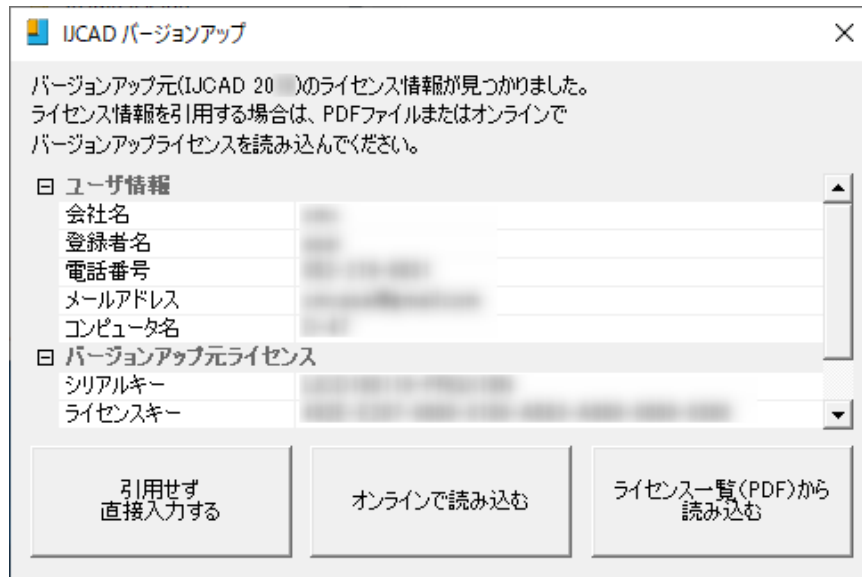 IJCAD バージョンアップ
バージョンアップ元(IJCAD 20 )のライセンス情報が見つかりました。
ライセンス情報を引用する場合は、PDFファイルまたはオンラインで
バージョンアップライセンスを読み込んでください。
ユーザ情報
会社名
登録者名
電話番号
メールアドレス
コンピュータ名
バージョンアップ元ライセンス
シリアルキー
ライセンスキー
引用せず
直接入力する
オンラインで読み込む
ライセンス一覧(PDF)から
読み込む